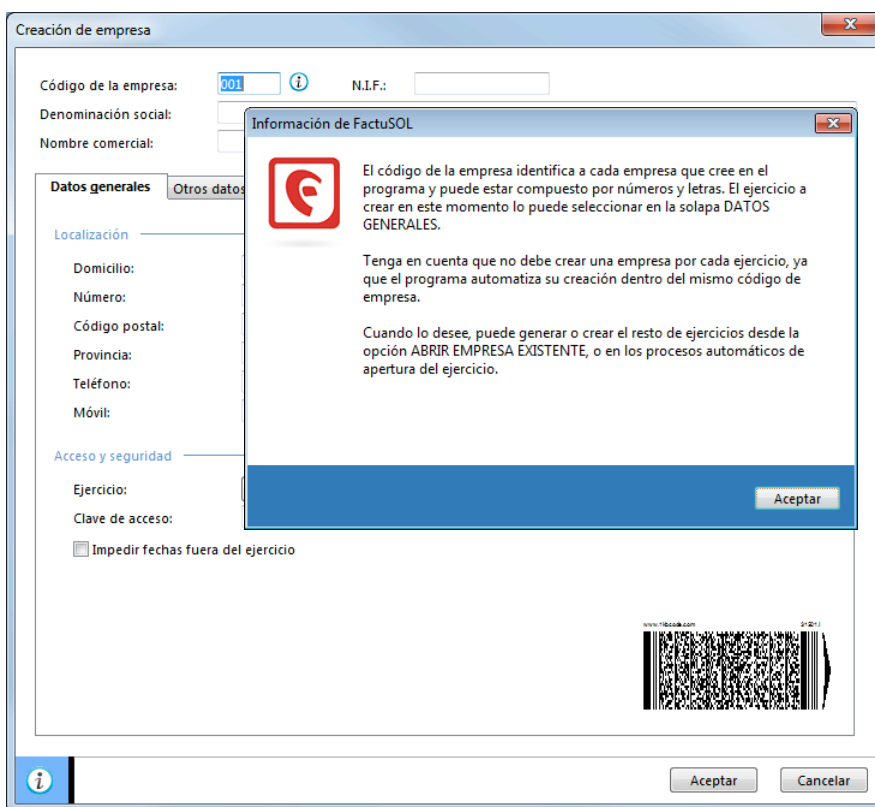 Creación de empresa
Código de la empresa: 001 N.I.F.:
Denominación social:
Nombre comercial:
Información de FactuSOL
El código de la empresa identifica a cada empresa que cree en el
programa y puede estar compuesto por números y letras. El ejercicio a
crear en este momento lo puede seleccionar en la solapa DATOS
GENERALES.
Tenga en cuenta que no debe crear una empresa por cada ejercicio, ya
que el programa automatiza su creación dentro del mismo código de
empresa.
Cuando lo desee, puede generar o crear el resto de ejercicios desde la
opción ABRIR EMPRESA EXISTENTE, o en los procesos automáticos de
apertura del ejercicio.
Aceptar
Datos generales Otros datos
Localización
Domicilio:
Número:
Código postal:
Provincia:
Teléfono:
Móvil:
Acceso y seguridad
Ejercicio:
Clave de acceso:
Impedir fechas fuera del ejercicio
Aceptar Cancelar